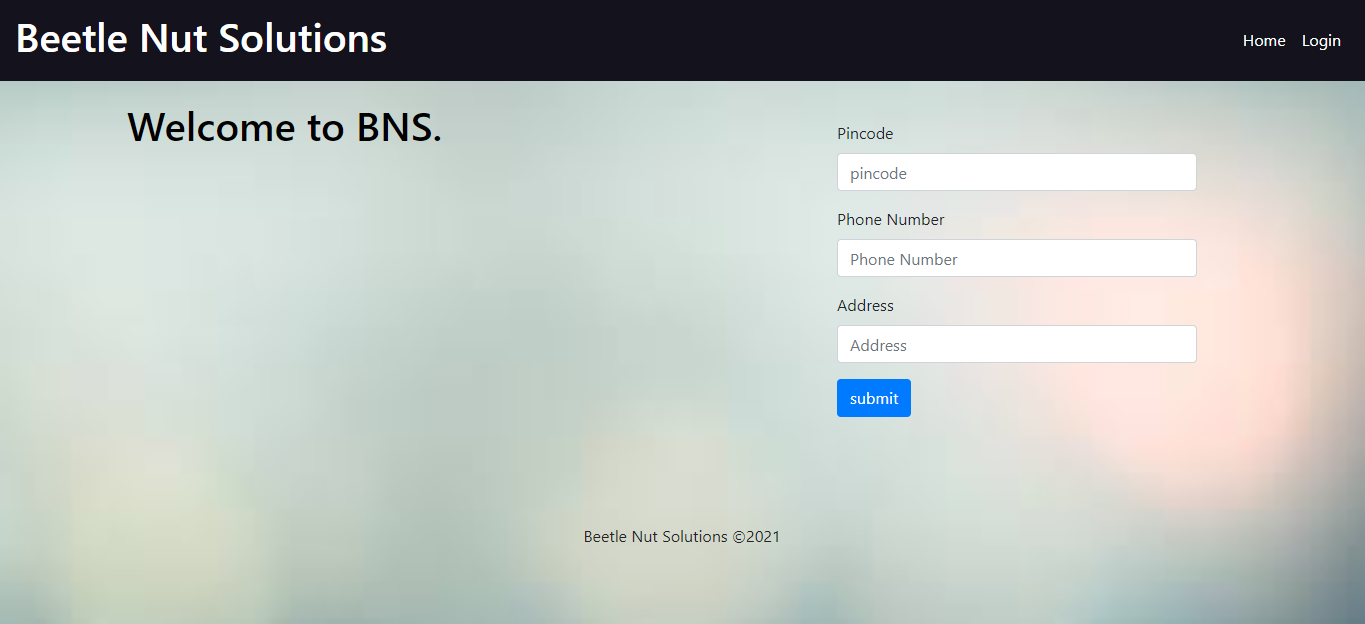 Beetle Nut Solutions
Home Login
Welcome to BNS.
Pincode
pincode
Phone Number
Phone Number
Address
Address
submit
Beetle Nut Solutions ©2021